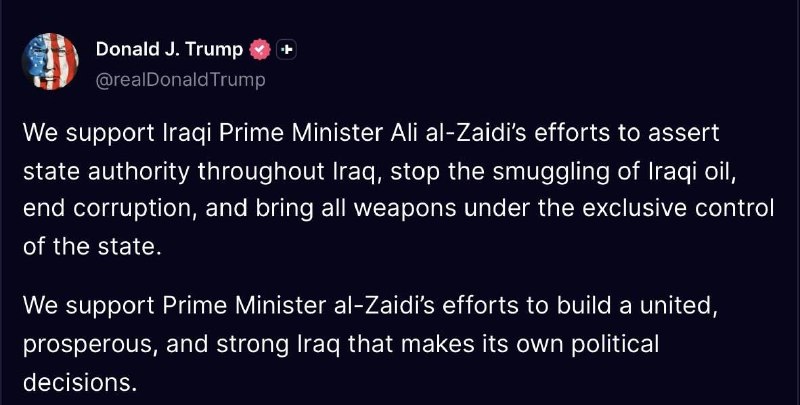 Donald J. Trump
@realDonaldTrump
We support Iraqi Prime Minister Ali al-Zaidi’s efforts to assert
state authority throughout Iraq, stop the smuggling of Iraqi oil,
end corruption, and bring all weapons under the exclusive control
of the state.
We support Prime Minister al-Zaidi’s efforts to build a united,
prosperous, and strong Iraq that makes its own political
decisions.